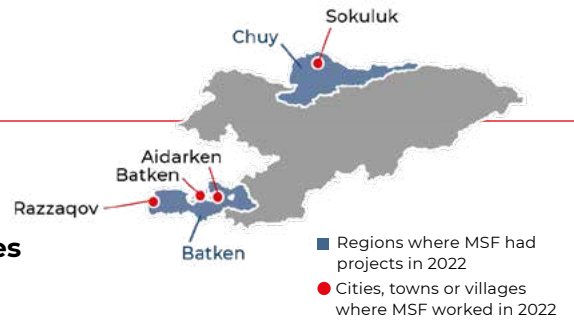 Sokuluk
Chuy
Aidarken
Batken
Razzaqov
Batken
es
Regions where MSF had
projects in 2022
Cities, towns or villages
where MSF worked in 2022